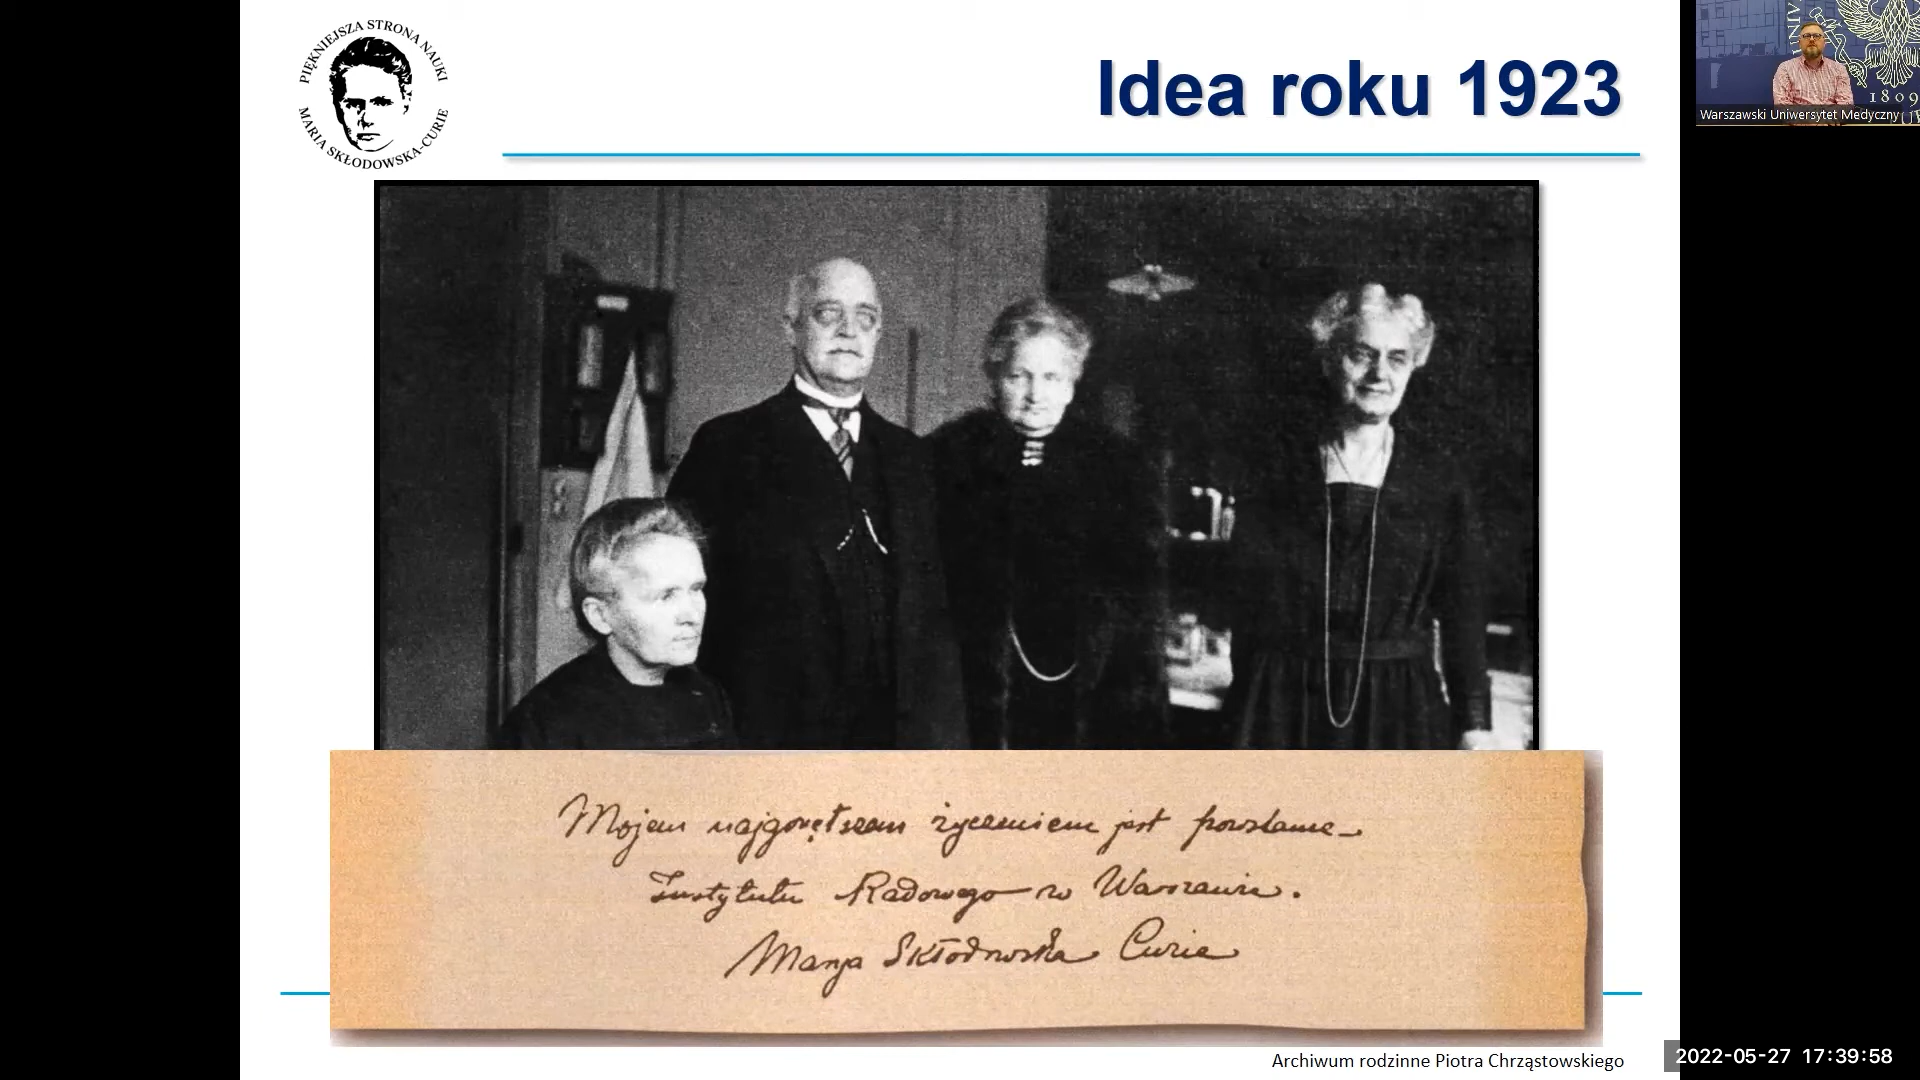 PIĘKNIEJSZA STRONA NAUKI
MARIA SKŁODOWSKA-CURIE
Idea roku 1923
1809
Warszawski Uniwersytet Medyczny
Mojem najgorętszem życzeniem jest powstanie
Instytutu Radowego w Warszawie.
Marya Skłodowska Curie
Archiwum rodzinne Piotra Chrząstowskiego
2022-05-27 17:39:58